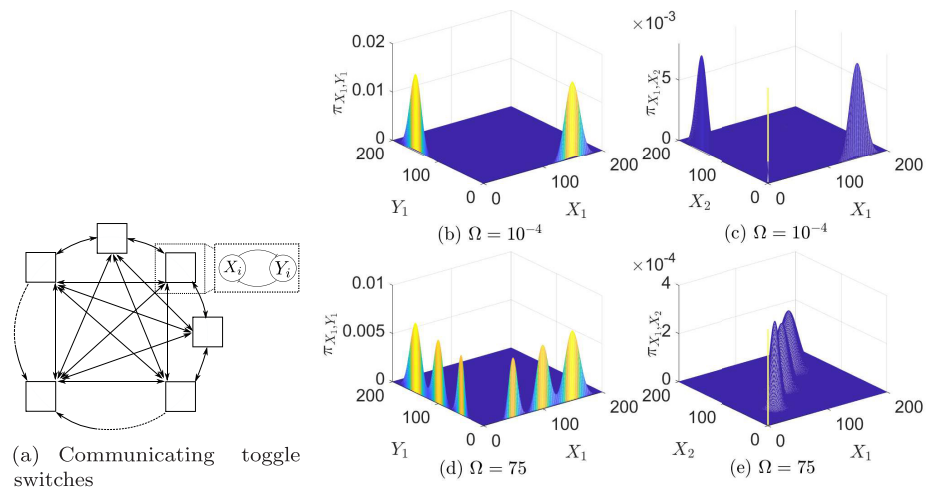 0.02
0.01
0
200
100
0
0
100
200
π_{X_1,Y_1}
Y_1
X_1
(b) Ω = 10^{-4}
×10^{-3}
5
0
200
100
0
0
100
200
π_{X_1,X_2}
X_2
X_1
(c) Ω = 10^{-4}
X_i
Y_i
(a) Communicating toggle
switches
0.01
0.005
0
200
100
0
0
100
200
π_{X_1,Y_1}
Y_1
X_1
(d) Ω = 75
×10^{-4}
4
2
0
200
100
0
0
100
200
π_{X_1,X_2}
X_2
X_1
(e) Ω = 75